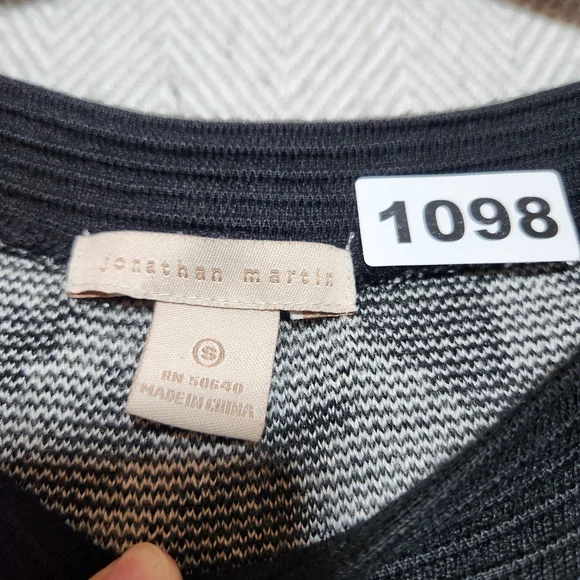 1098
jonathan martin
S
RN 50640
MADE IN CHINA